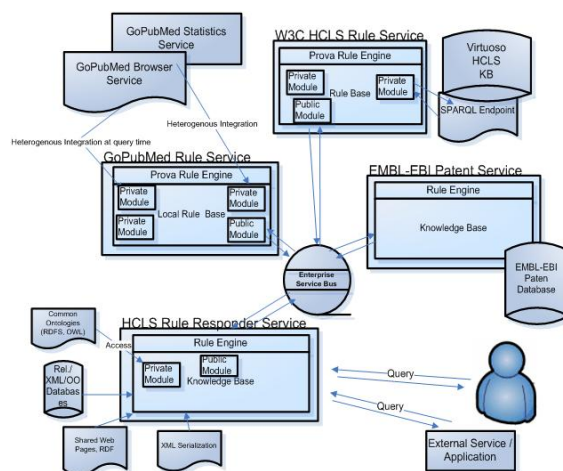 GoPubMed Statistics
Service
GoPubMed Browser
Service
W3C HCLS Rule Service
Prova Rule Engine
Private
Module
Rule Base
Private
Module
Public
Module
Virtuoso
HCLS
KB
SPARQL Endpoint
Heterogenous Integration
Heterogenous Integration at query time
GoPubMed Rule Service
Prova Rule Engine
Private
Module
Private
Module
Local Rule Base
Private
Module
Public
Module
EMBL-EBI Patent Service
Rule Engine
Knowledge Base
EMBL-EBI
Paten
Database
Enterprise
Service Bus
HCLS Rule Responder Service
Rule Engine
Public
Module
Private
Module
Knowledge Base
Common
Ontologies
(RDFS, OWL)
Access
Rel./
XML/OO
Databas
es
Shared Web
Pages, RDF
XML Serialization
Query
Query
External Service /
Application